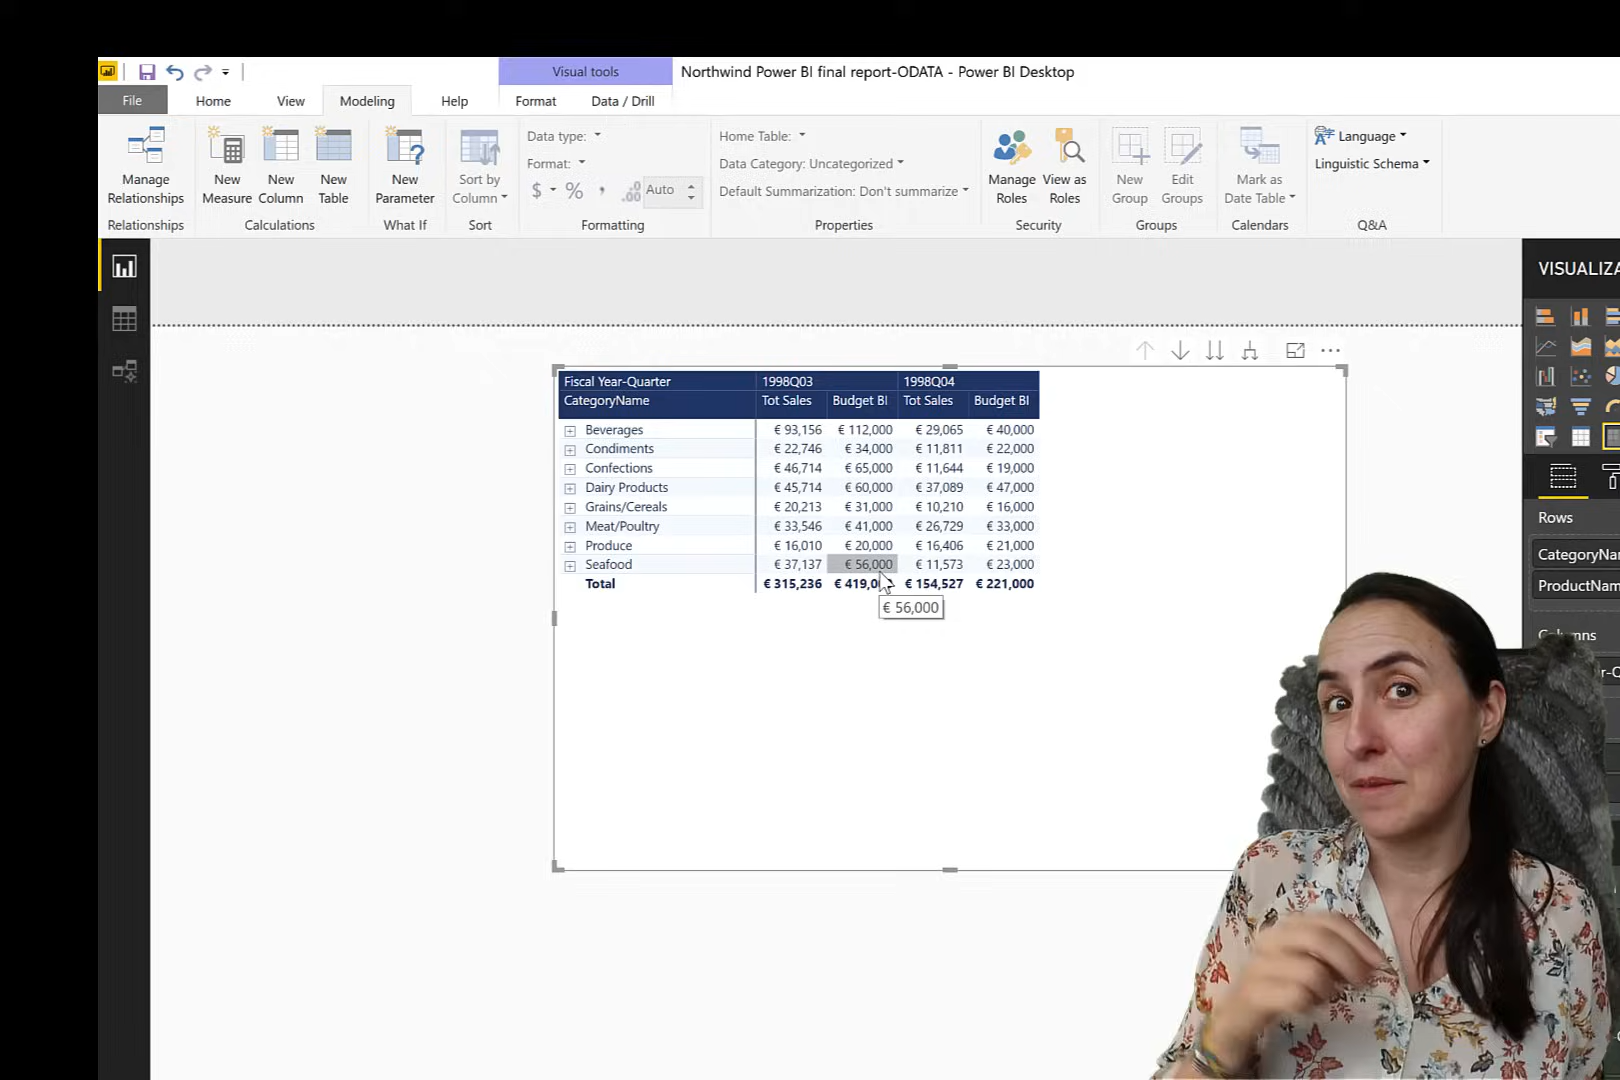 Visual tools
Northwind Power BI final report-ODATA - Power BI Desktop
File Home View Modeling Help Format Data / Drill
Manage Relationships
New Measure
New Column
New Table
New Parameter
Sort by Column
Data type:
Format:
$ % , .00 Auto
Home Table:
Data Category: Uncategorized
Default Summarization: Don't summarize
Manage Roles
View as Roles
New Group
Edit Groups
Mark as Date Table
Language
Linguistic Schema
Relationships Calculations What If Sort Formatting Properties Security Groups Calendars Q&A
Fiscal Year-Quarter 1998Q03 1998Q04
CategoryName Tot Sales Budget BI Tot Sales Budget BI
Beverages € 93,156 € 112,000 € 29,065 € 40,000
Condiments € 22,746 € 34,000 € 11,811 € 22,000
Confections € 46,714 € 65,000 € 11,644 € 19,000
Dairy Products € 45,714 € 60,000 € 37,089 € 47,000
Grains/Cereals € 20,213 € 31,000 € 10,210 € 16,000
Meat/Poultry € 33,546 € 41,000 € 26,729 € 33,000
Produce € 16,010 € 20,000 € 16,406 € 21,000
Seafood € 37,137 € 56,000 € 11,573 € 23,000
Total € 315,236 € 419,0 € 154,527 € 221,000
€ 56,000
VISUALIZA
Rows
CategoryNa
ProductNam